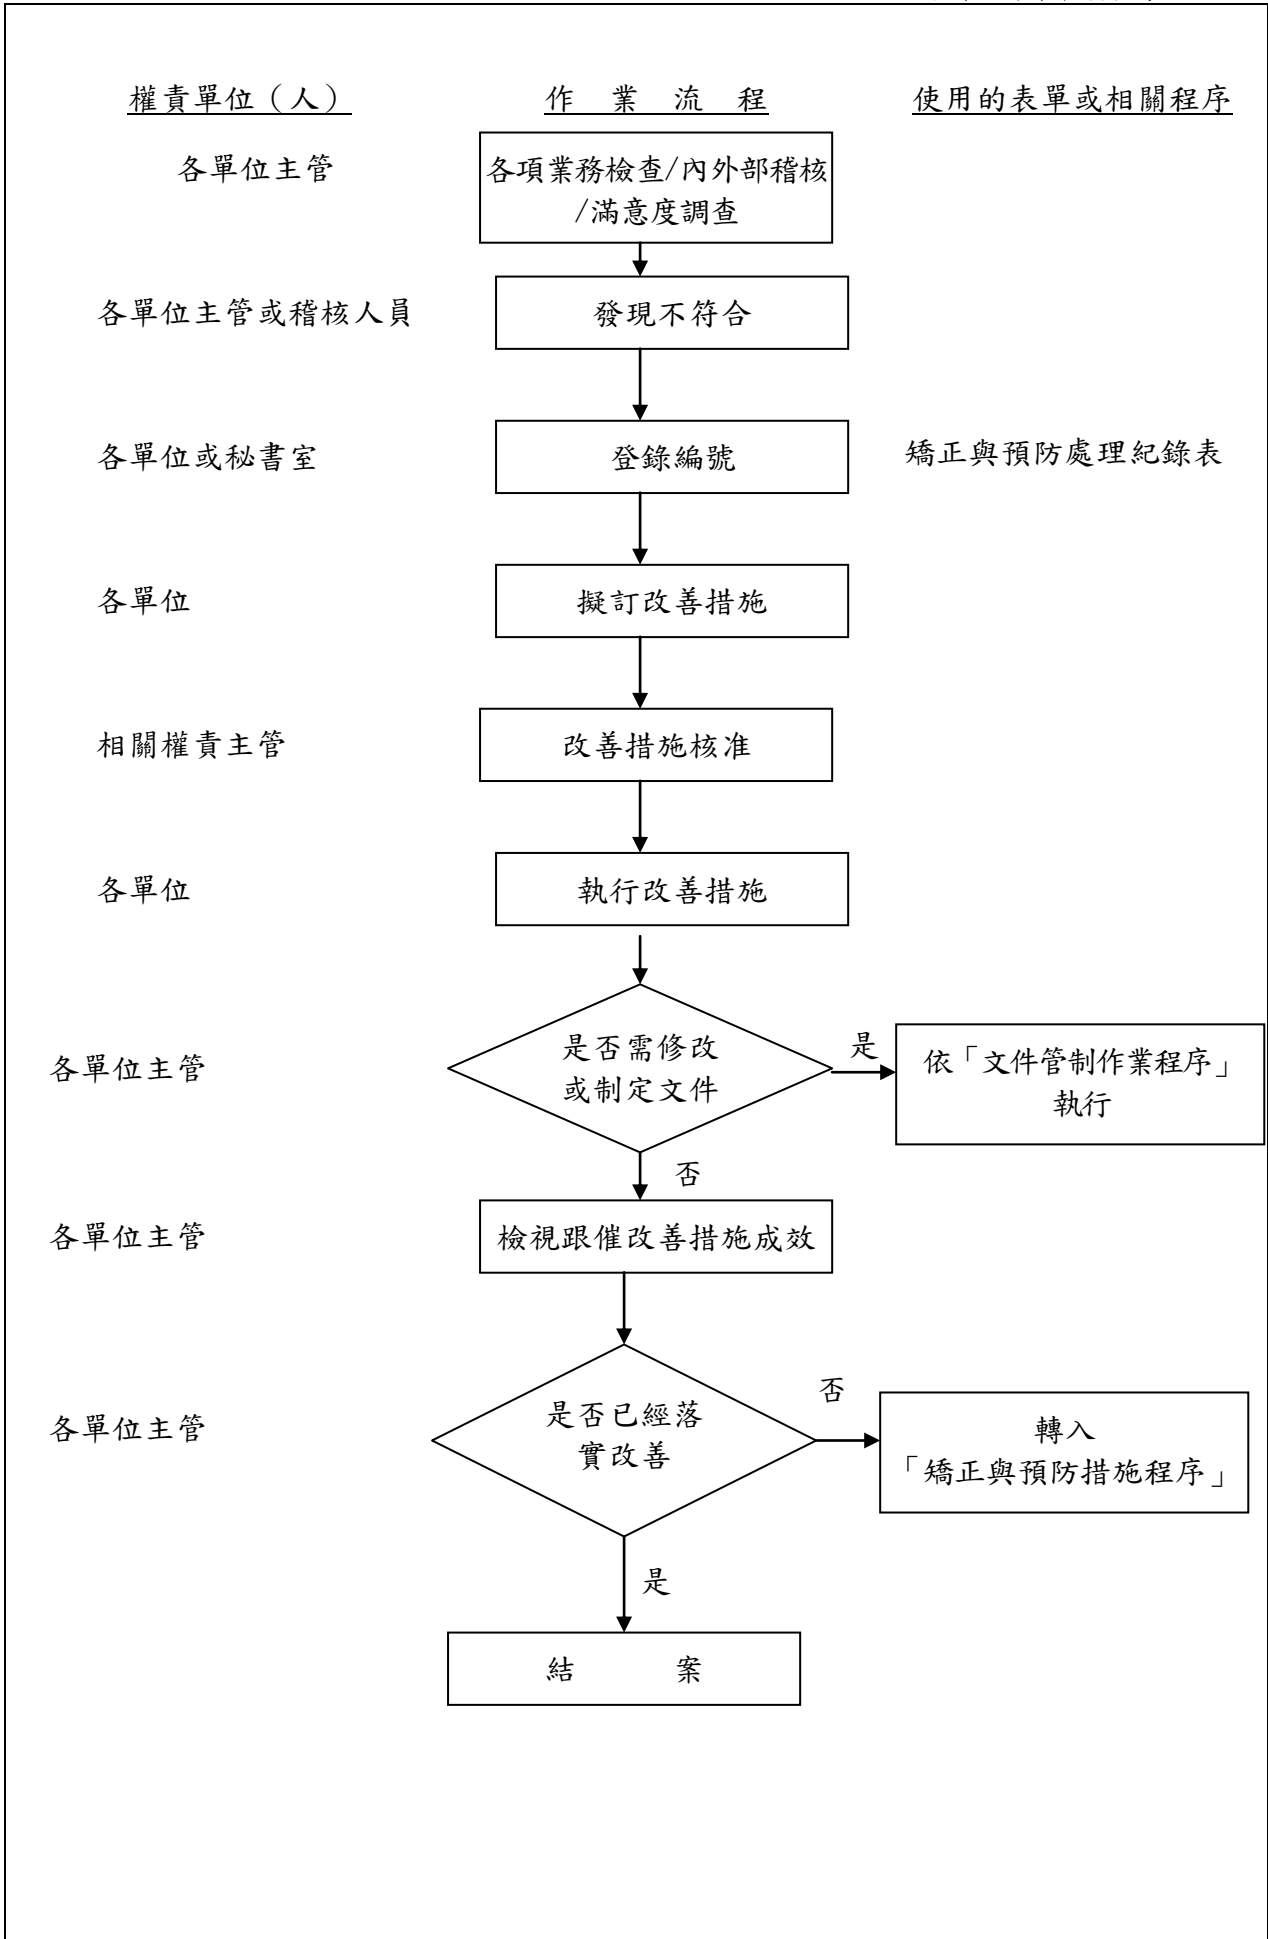 權責單位（人） 作 業 流 程 使用的表單或相關程序
各單位主管 各項業務檢查/內外部稽核
/滿意度調查
各單位主管或稽核人員 發現不符合
各單位或秘書室 登錄編號 矯正與預防處理紀錄表
各單位 擬訂改善措施
相關權責主管 改善措施核准
各單位 執行改善措施
各單位主管 是否需修改
或制定文件
是
依「文件管制作業程序」
執行
否
各單位主管 檢視跟催改善措施成效
各單位主管 是否已經落
實改善
否
轉入
「矯正與預防措施程序」
是
結 案